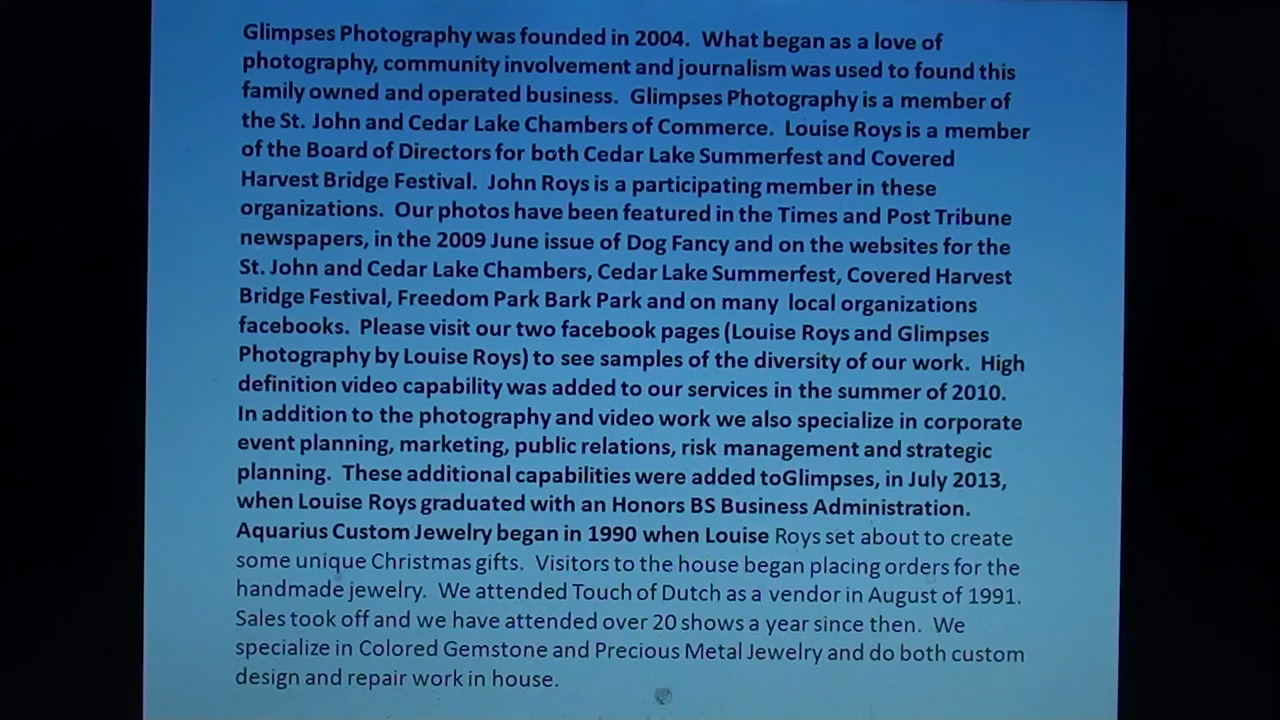 Glimpses Photography was founded in 2004.  What began as a love of
photography, community involvement and journalism was used to found this
family owned and operated business.  Glimpses Photography is a member of
the St. John and Cedar Lake Chambers of Commerce.  Louise Roys is a member
of the Board of Directors for both Cedar Lake Summerfest and Covered
Harvest Bridge Festival.  John Roys is a participating member in these
organizations.  Our photos have been featured in the Times and Post Tribune
newspapers, in the 2009 June issue of Dog Fancy and on the websites for the
St. John and Cedar Lake Chambers, Cedar Lake Summerfest, Covered Harvest
Bridge Festival, Freedom Park Bark Park and on many  local organizations
facebooks.  Please visit our two facebook pages (Louise Roys and Glimpses
Photography by Louise Roys) to see samples of the diversity of our work.  High
definition video capability was added to our services in the summer of 2010.
In addition to the photography and video work we also specialize in corporate
event planning, marketing, public relations, risk management and strategic
planning.  These additional capabilities were added toGlimpses, in July 2013,
when Louise Roys graduated with an Honors BS Business Administration.
Aquarius Custom Jewelry began in 1990 when Louise Roys set about to create
some unique Christmas gifts.  Visitors to the house began placing orders for the
handmade jewelry.  We attended Touch of Dutch as a vendor in August of 1991.
Sales took off and we have attended over 20 shows a year since then.  We
specialize in Colored Gemstone and Precious Metal Jewelry and do both custom
design and repair work in house.